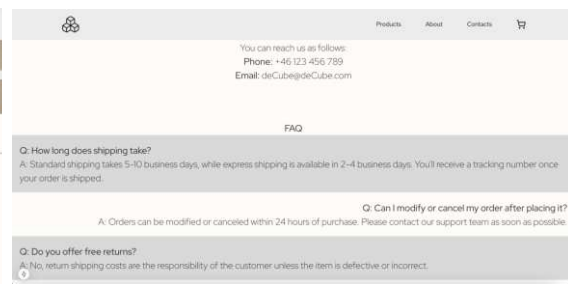 Products About Contacts
You can reach us as follows:
Phone: +46 123 456 789
Email: deCube@deCube.com
FAQ
Q: How long does shipping take?
A: Standard shipping takes 5-10 business days, while express shipping is available in 2-4 business days. You'll receive a tracking number once
your order is shipped.
Q: Can I modify or cancel my order after placing it?
A: Orders can be modified or canceled within 24 hours of purchase. Please contact our support team as soon as possible.
Q: Do you offer free returns?
A: No, return shipping costs are the responsibility of the customer unless the item is defective or incorrect.